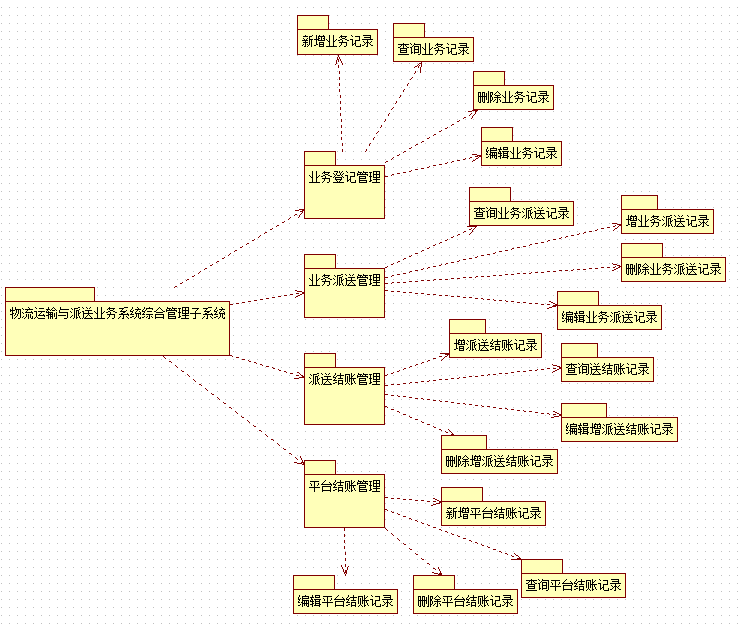 新增业务记录
查询业务记录
删除业务记录
编辑业务记录
业务登记管理
查询业务派送记录
增业务派送记录
业务派送管理
删除业务派送记录
物流运输与派送业务系统综合管理子系统
编辑业务派送记录
增派送结账记录
查询送结账记录
派送结账管理
编辑增派送结账记录
删除增派送结账记录
平台结账管理
新增平台结账记录
查询平台结账记录
编辑平台结账记录
删除平台结账记录